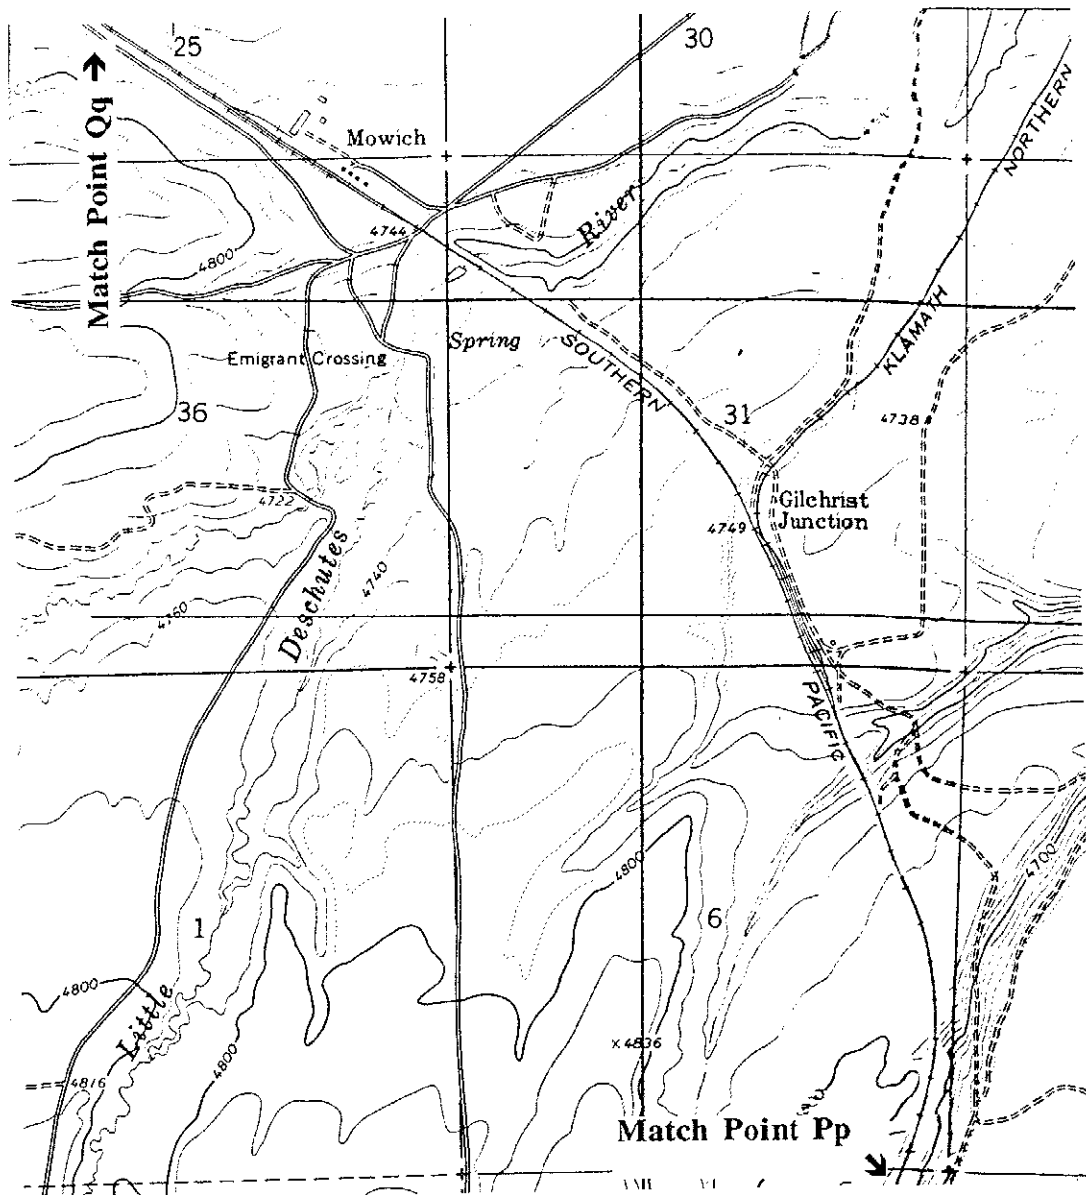 25
30
Match Point Qq
Mowich
NORTHERN
River
4744
4800
KLAMATH
Spring
SOUTHERN
Emigrant Crossing
36
31
4738
4722
Gilchrist
Junction
4749
Deschutes
4740
4760
4758
PACIFIC
4800
4700
1
6
4800
Little
4836
4800
4816
Match Point Pp